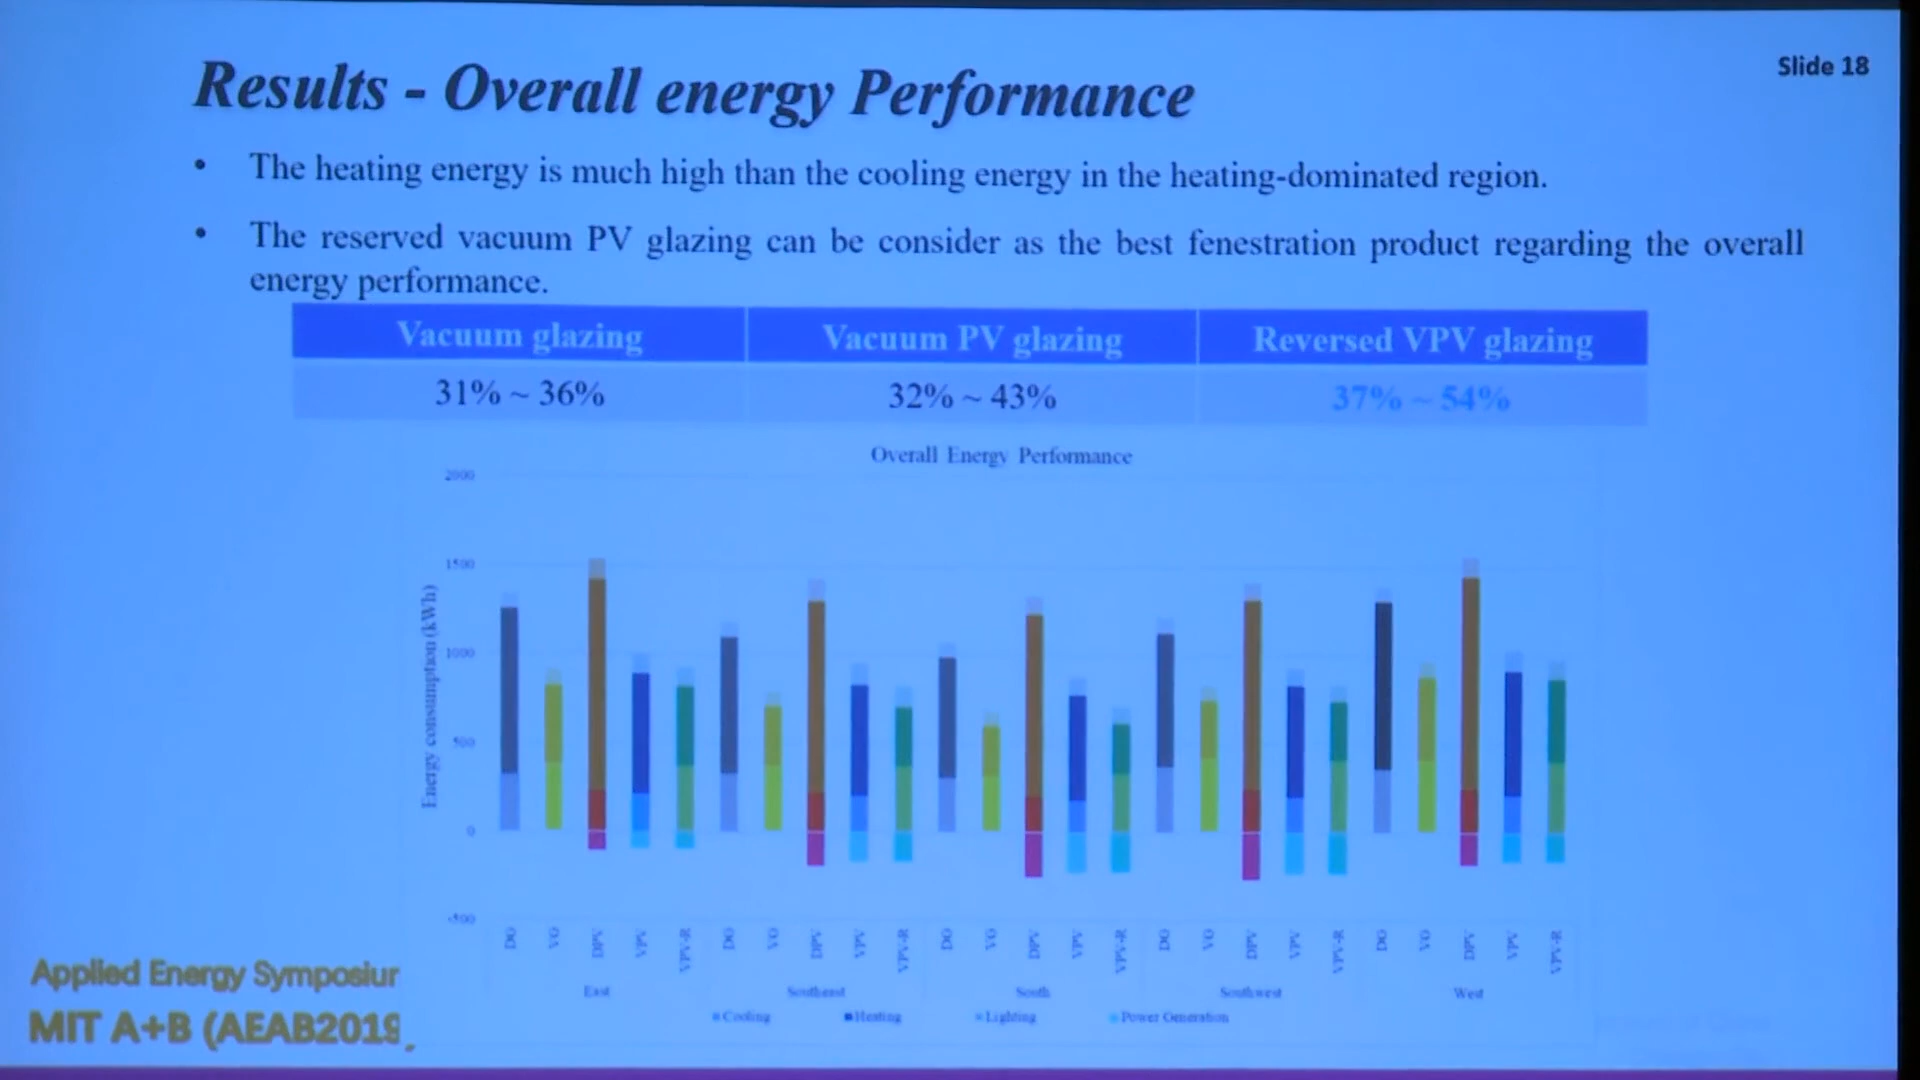 Slide 18
Results - Overall energy Performance
• The heating energy is much high than the cooling energy in the heating-dominated region.
• The reserved vacuum PV glazing can be consider as the best fenestration product regarding the overall
energy performance.
Vacuum glazing Vacuum PV glazing Reversed VPV glazing
31% ~ 36% 32% ~ 43% 37% ~ 54%
Overall Energy Performance
Energy consumption (kWh)
2000
1500
1000
500
0
-500
DG VG DPV VPV VPV-R DG VG DPV VPV VPV-R DG VG DPV VPV VPV-R DG VG DPV VPV VPV-R DG VG DPV VPV VPV-R
East Southeast South Southwest West
Cooling Heating Lighting Power Generation
Applied Energy Symposium
MIT A+B (AEAB2019